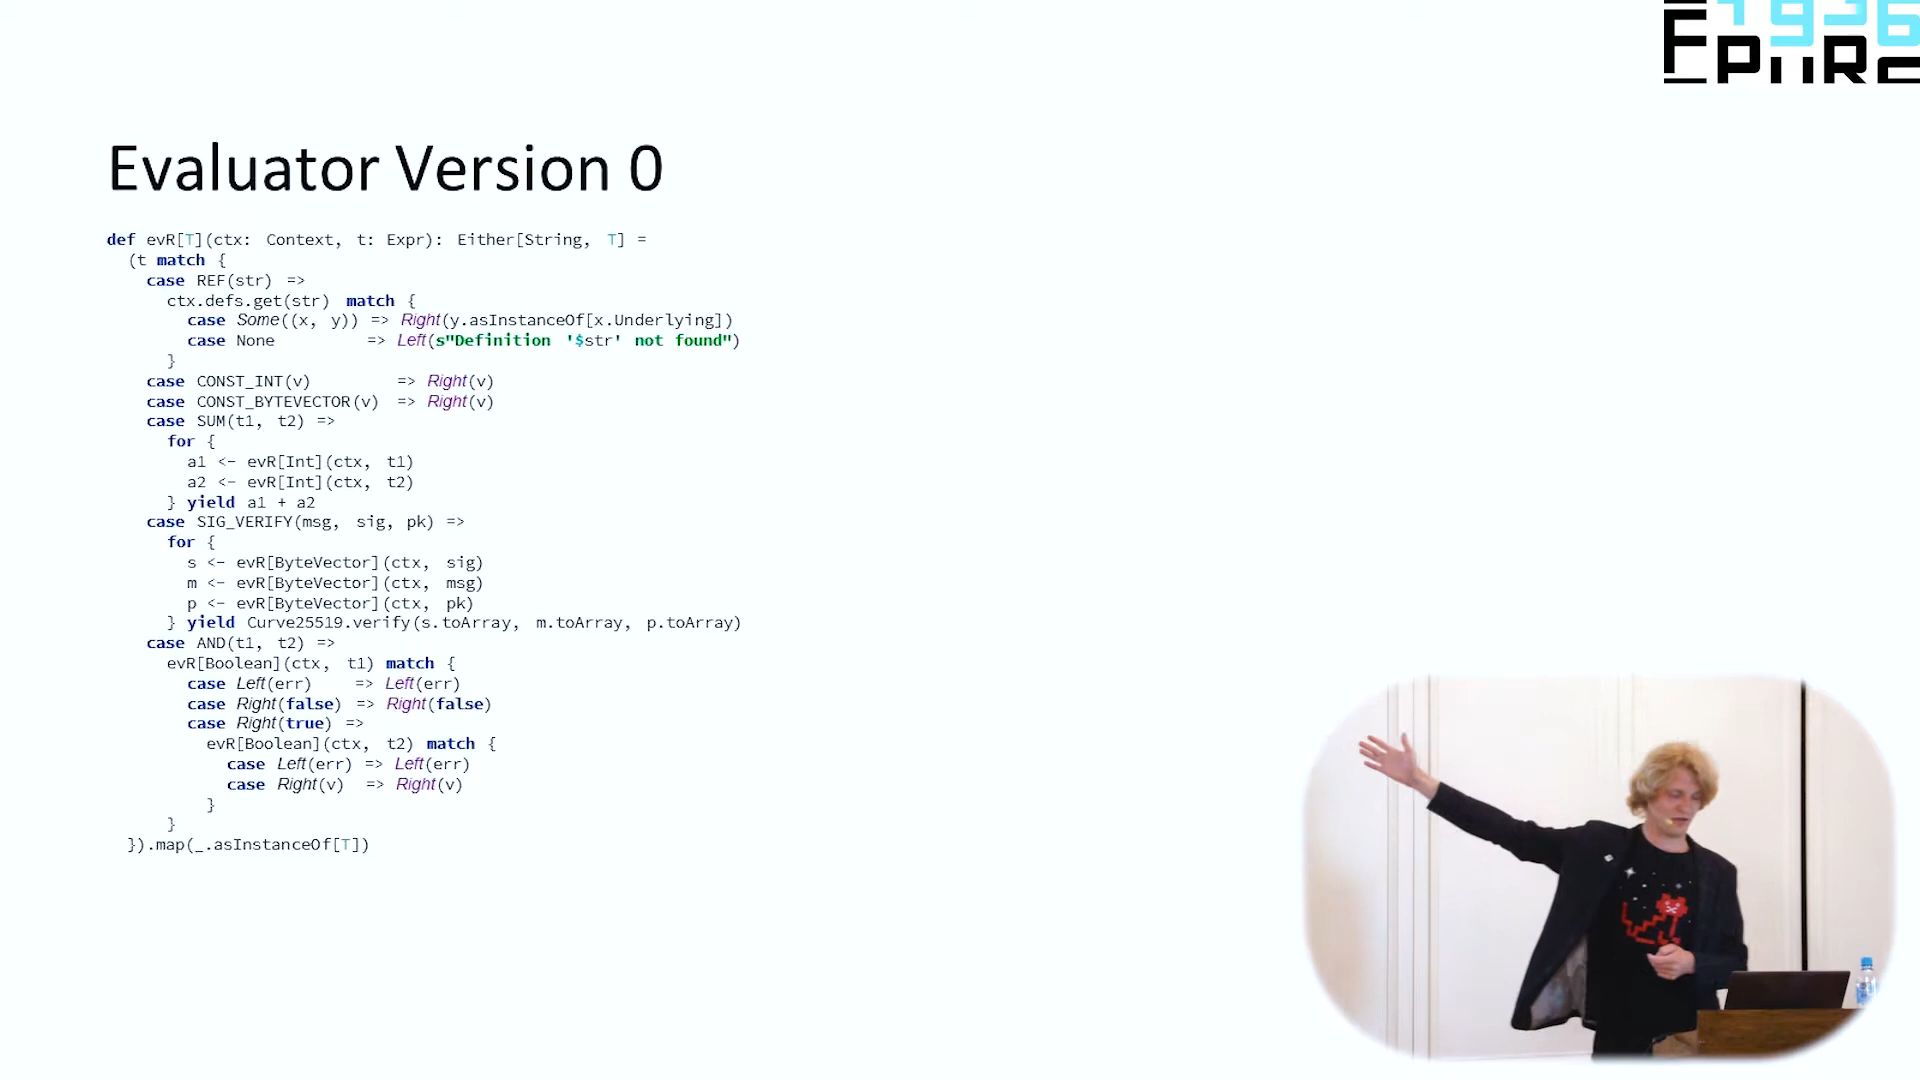 1936
Evaluator Version 0
def evR[T](ctx: Context, t: Expr): Either[String, T] =
(t match {
case REF(str) =>
ctx.defs.get(str) match {
case Some((x, y)) => Right(y.asInstanceOf[x.Underlying])
case None => Left(s"Definition '$str' not found")
}
case CONST_INT(v) => Right(v)
case CONST_BYTEVECTOR(v) => Right(v)
case SUM(t1, t2) =>
for {
a1 <- evR[Int](ctx, t1)
a2 <- evR[Int](ctx, t2)
} yield a1 + a2
case SIG_VERIFY(msg, sig, pk) =>
for {
s <- evR[ByteVector](ctx, sig)
m <- evR[ByteVector](ctx, msg)
p <- evR[ByteVector](ctx, pk)
} yield Curve25519.verify(s.toArray, m.toArray, p.toArray)
case AND(t1, t2) =>
evR[Boolean](ctx, t1) match {
case Left(err) => Left(err)
case Right(false) => Right(false)
case Right(true) =>
evR[Boolean](ctx, t2) match {
case Left(err) => Left(err)
case Right(v) => Right(v)
}
}
}).map(_.asInstanceOf[T])